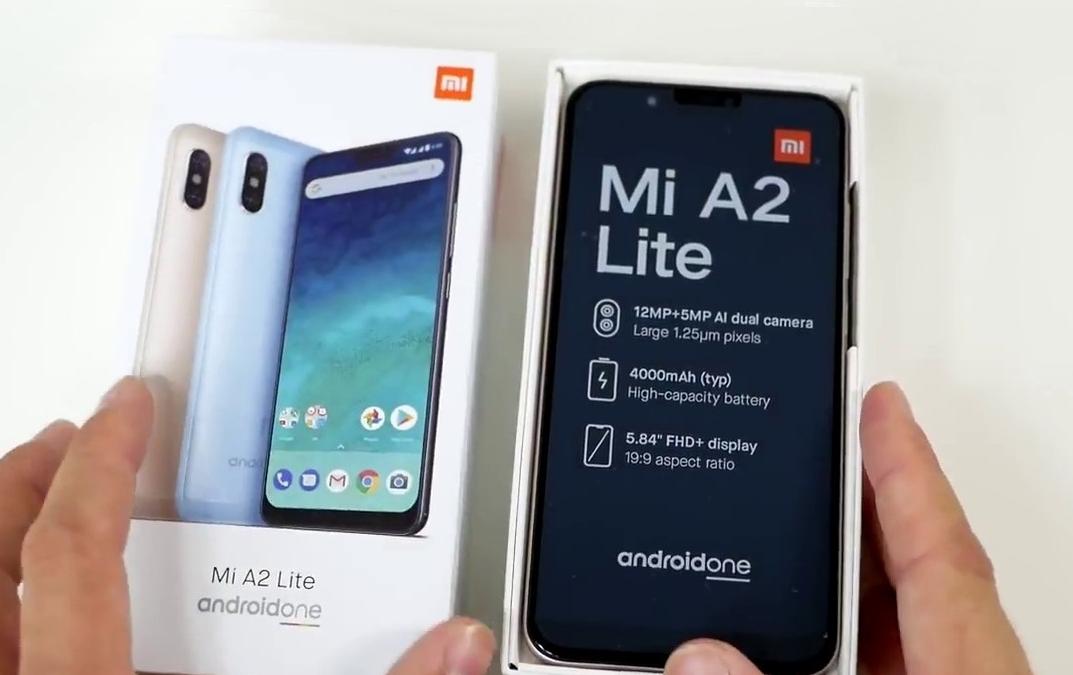 mi
Mi A2 Lite
androidone
mi
Mi A2
Lite
12MP+5MP AI dual camera
Large 1.25μm pixels
4000mAh (typ)
High-capacity battery
5.84" FHD+ display
19:9 aspect ratio
androidone